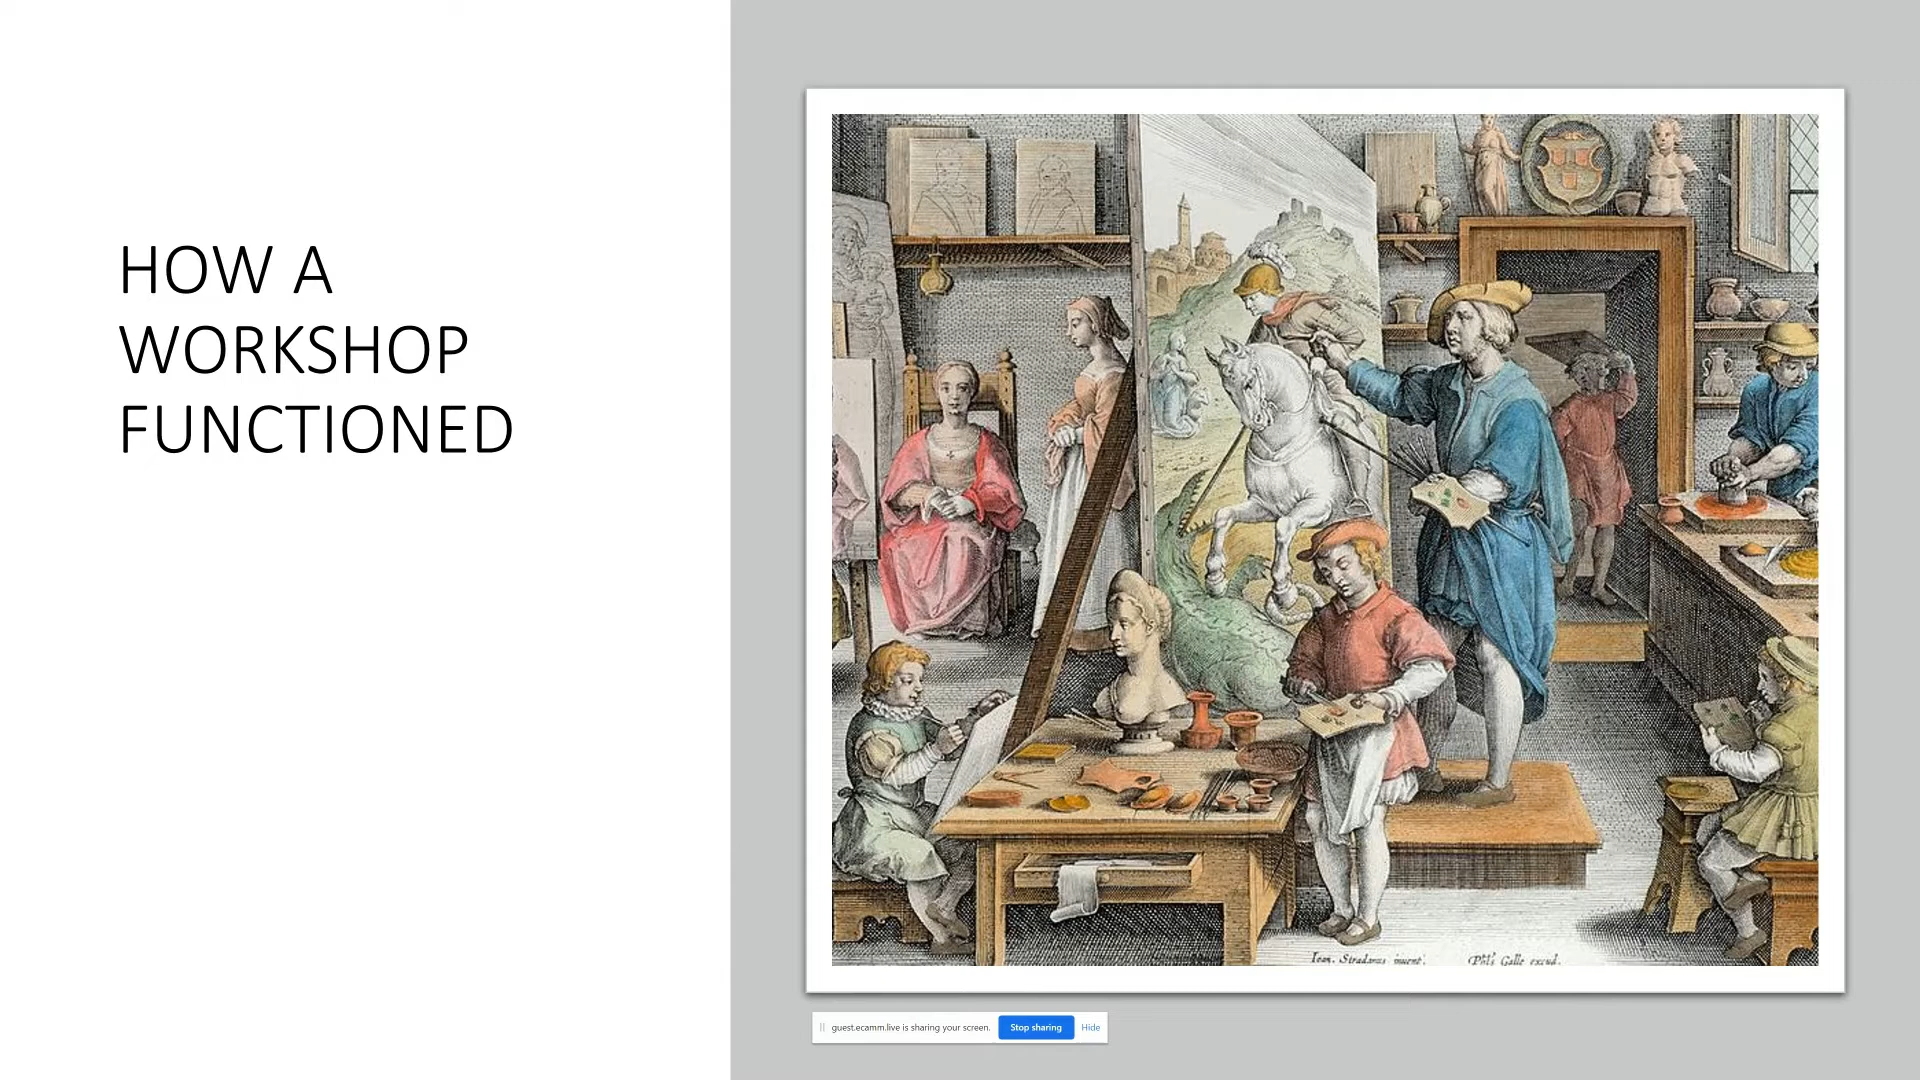 HOW A
WORKSHOP
FUNCTIONED
Ioan. Stradanus invent.
Phls Galle excud.
guest.ecamm.live is sharing your screen.
Stop sharing
Hide